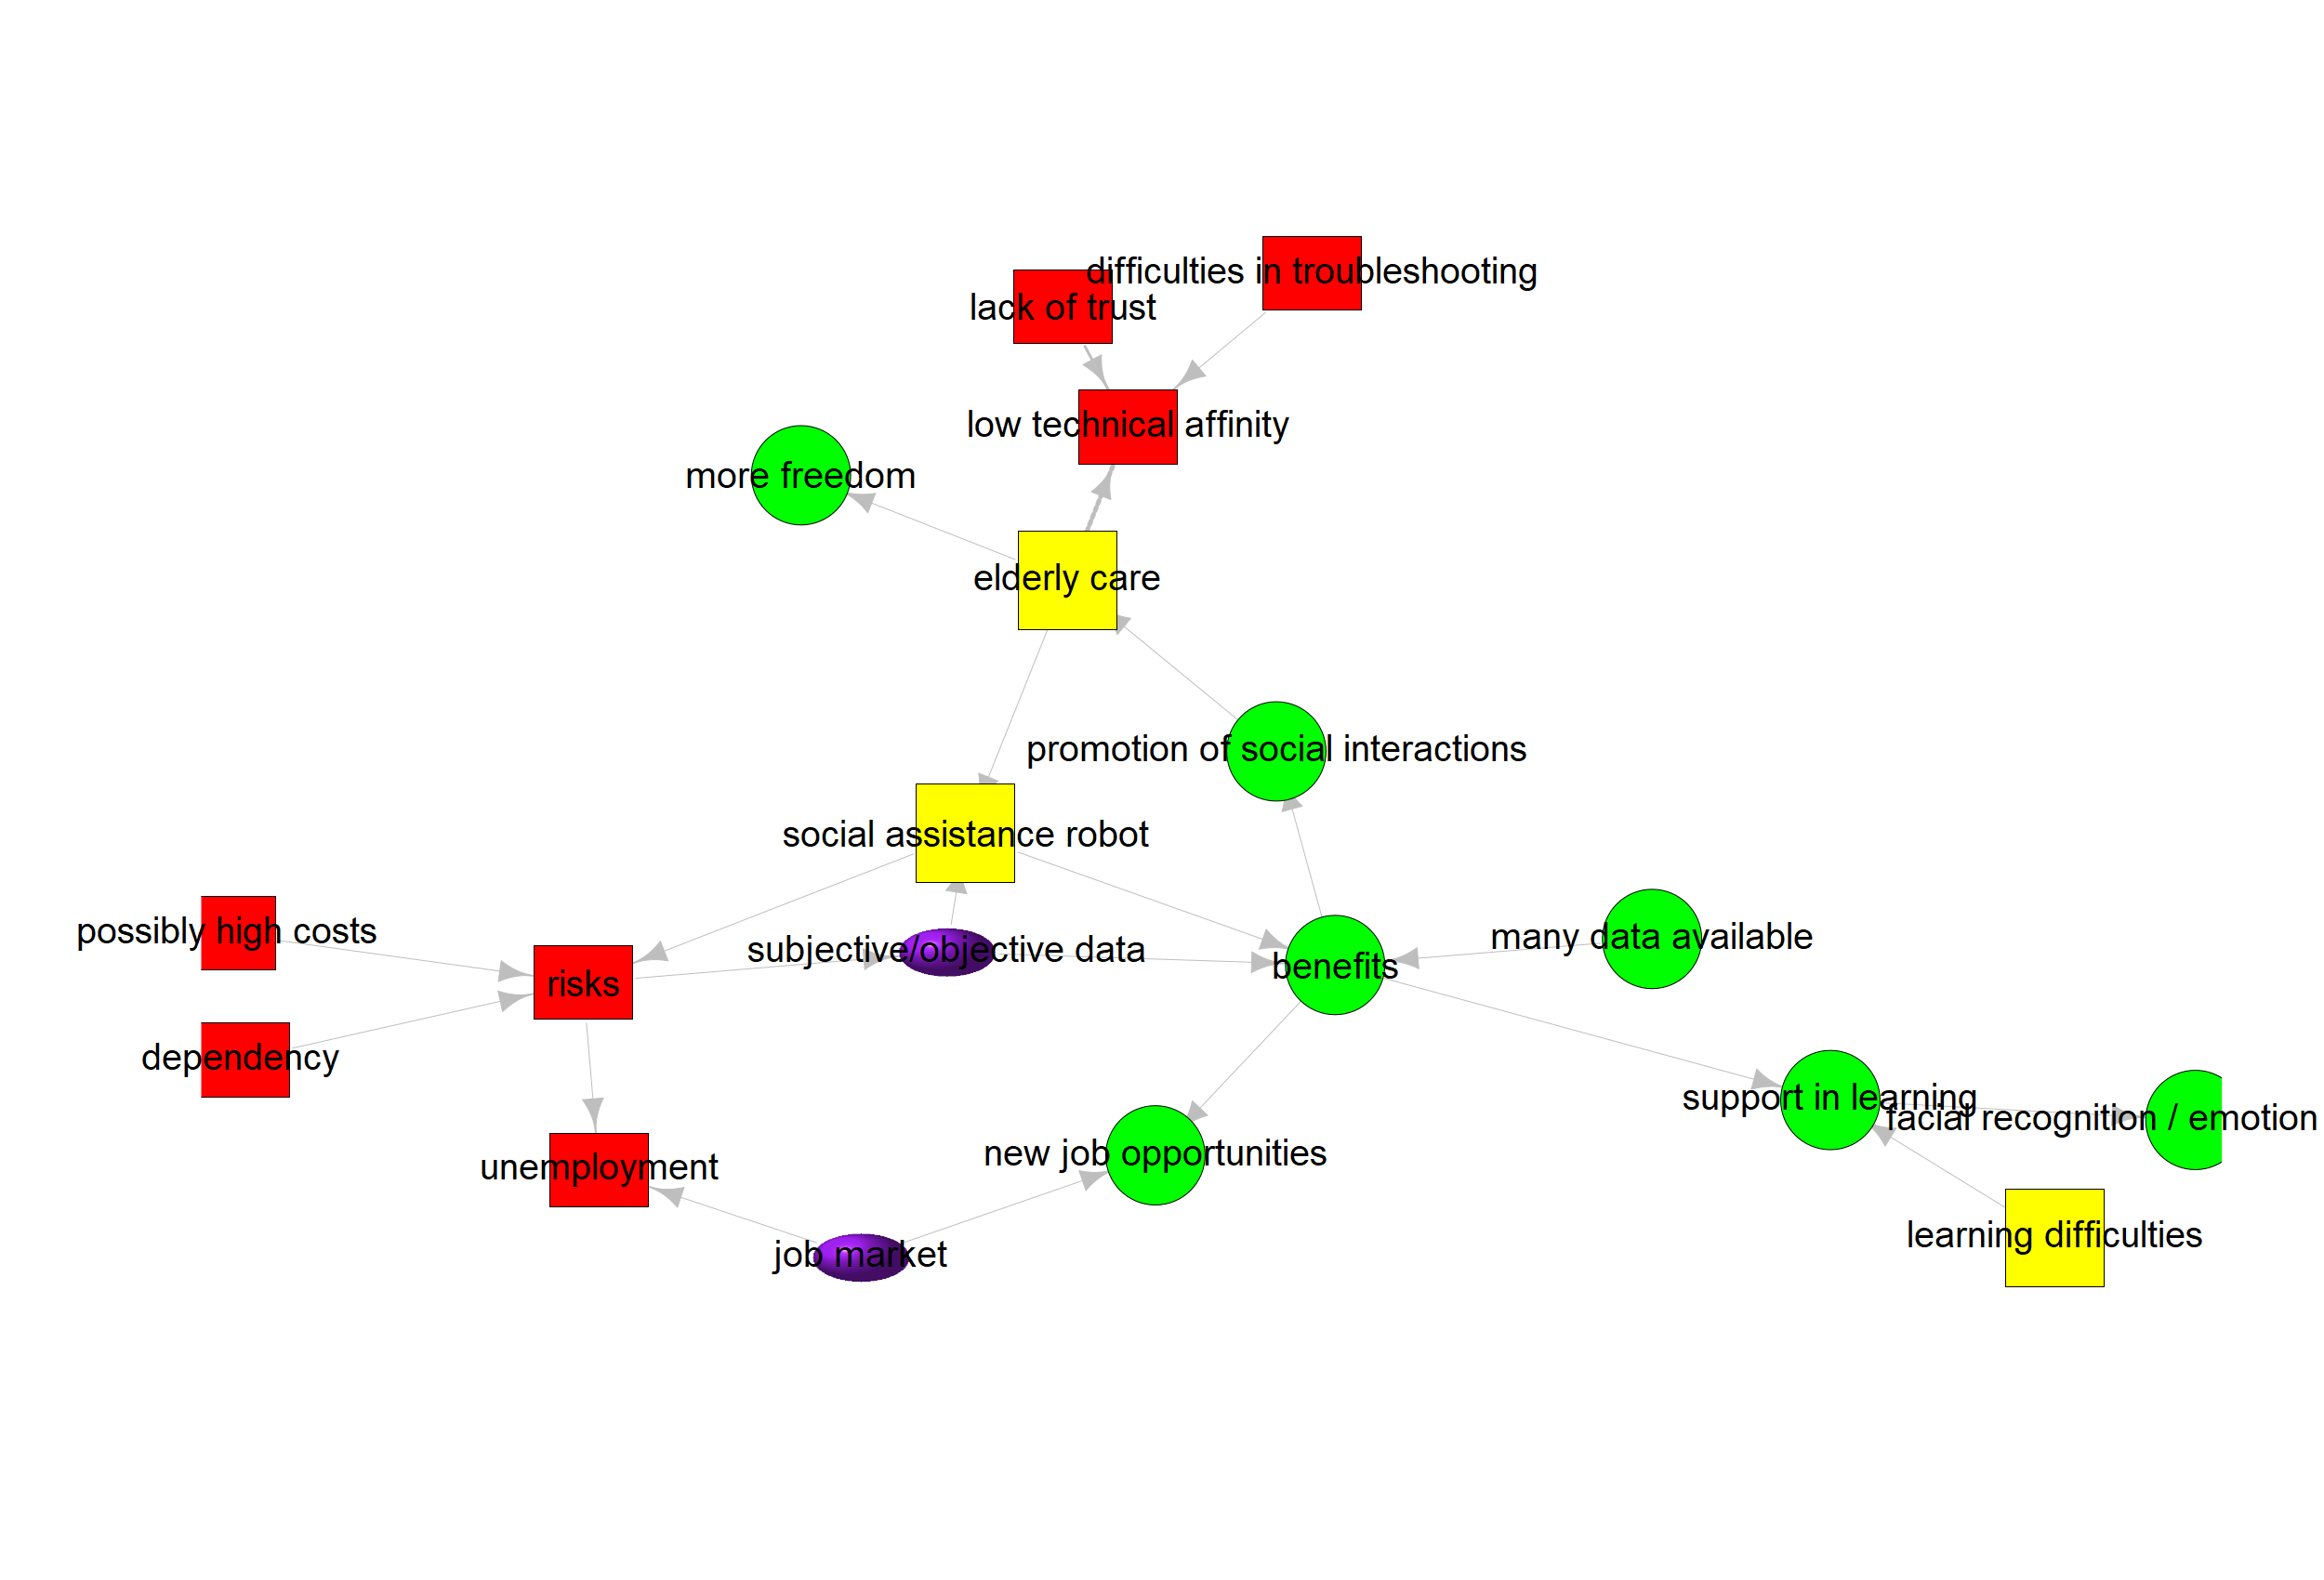 difficulties in troubleshooting
lack of trust
low technical affinity
more freedom
elderly care
promotion of social interactions
social assistance robot
possibly high costs
many data available
subjective/objective data
benefits
risks
dependency
support in learning
facial recognition / emotion
new job opportunities
unemployment
learning difficulties
job market